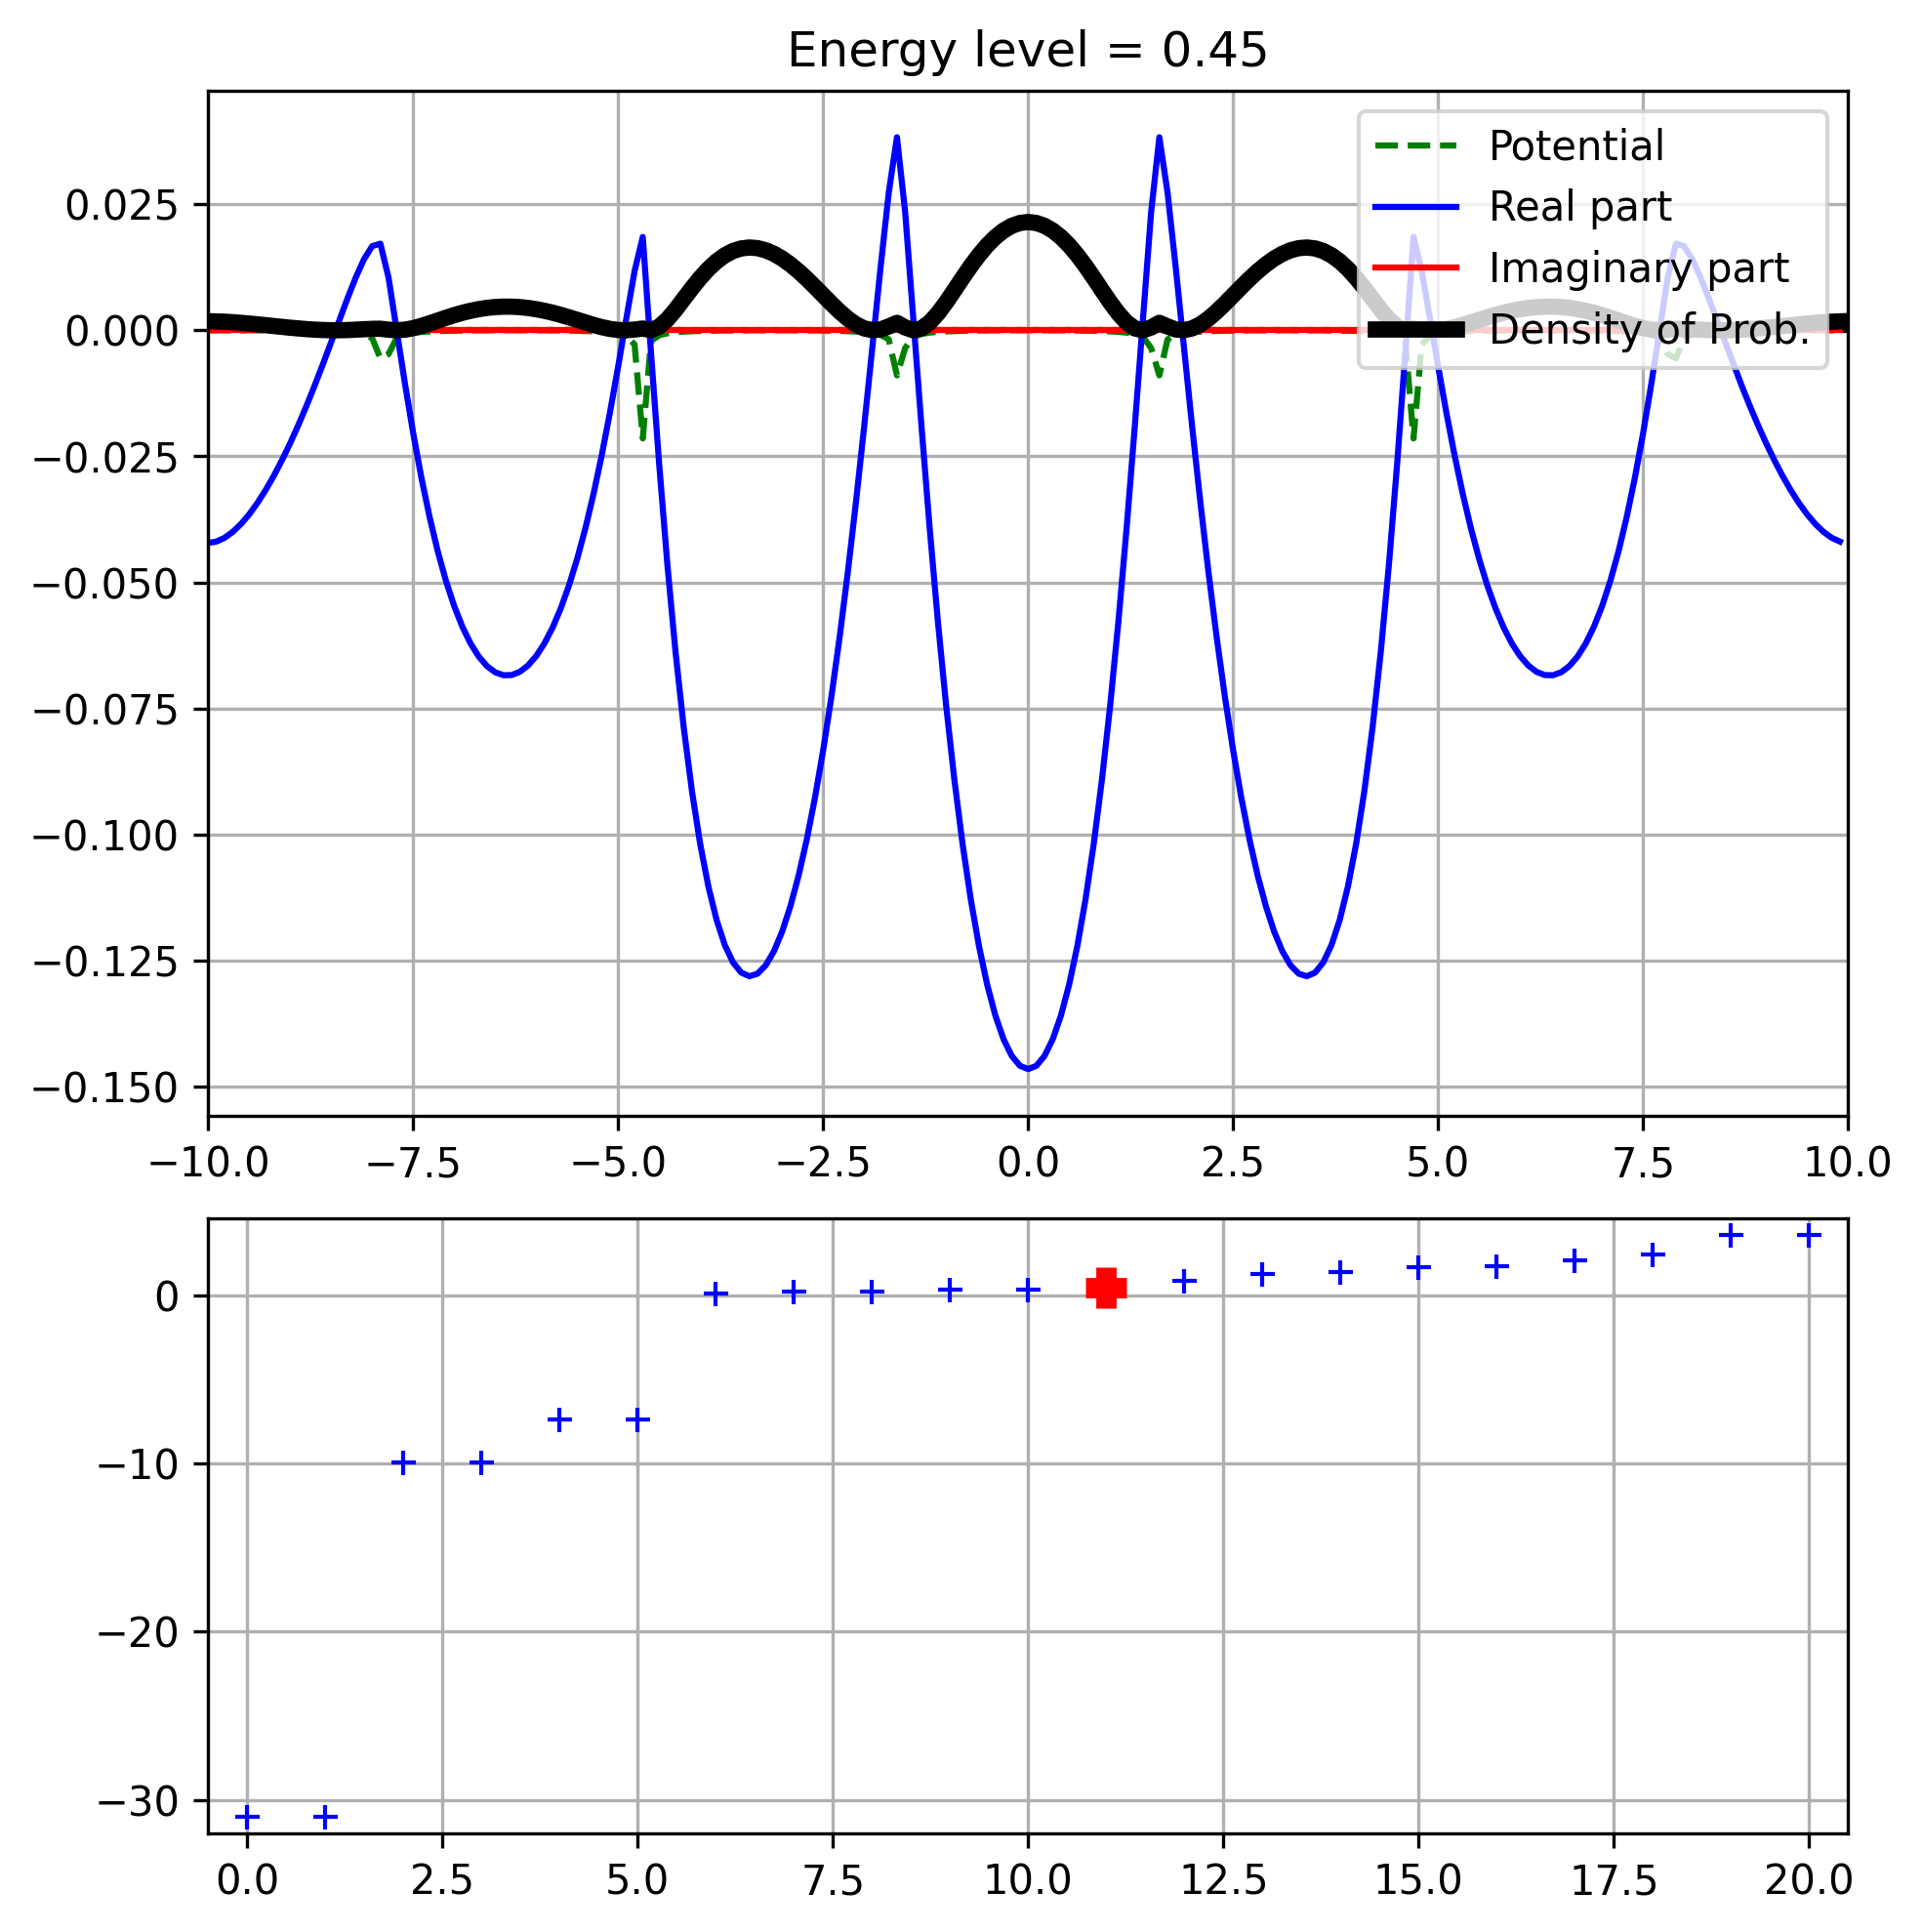 Energy level = 0.45
Potential
Real part
Imaginary part
Density of Prob.
0.025
0.000
−0.025
−0.050
−0.075
−0.100
−0.125
−0.150
−10.0 −7.5 −5.0 −2.5 0.0 2.5 5.0 7.5 10.0
0
−10
−20
−30
0.0 2.5 5.0 7.5 10.0 12.5 15.0 17.5 20.0